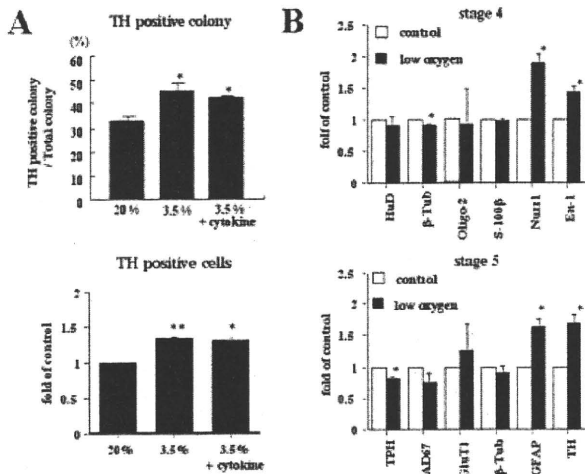 A
TH positive colony
(%)
60
50
40
30
20
10
0
TH positive colony
/ Total colony
*
*
20 %
3.5 %
3.5 %
+ cytokine
TH positive cells
2
1.5
1
0.5
0
fold of control
**
*
20 %
3.5 %
3.5 %
+ cytokine
B
stage 4
control
low oxygen
2.5
2
1.5
1
0.5
folf of control
*
*
*
HuD
β-Tub
Oligo-2
S-100β
Nurr1
En-1
stage 5
control
low oxygen
2.5
2
1.5
1
0.5
0
fold of control
*
*
*
TPH
AD67
GluT1
β-Tub
GFAP
TH